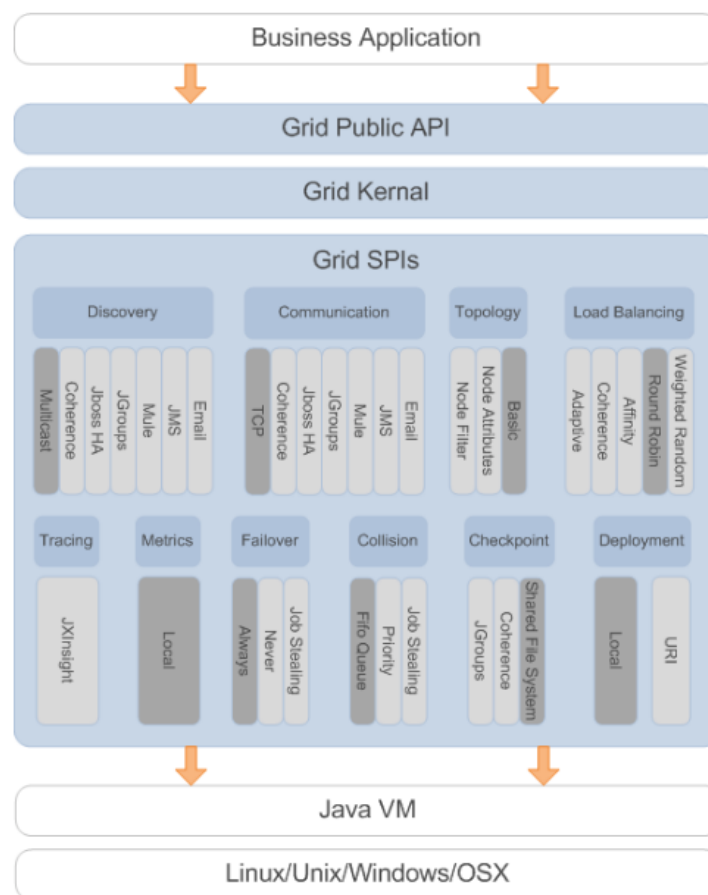 Business Application
Grid Public API
Grid Kernal
Grid SPIs
Discovery
Multicast
Coherence
Jboss HA
JGroups
Mule
JMS
Email
Communication
TCP
Coherence
Jboss HA
JGroups
Mule
JMS
Email
Topology
Node Filter
Node Attributes
Basic
Load Balancing
Adaptive
Coherence
Affinity
Round Robin
Weighted Random
Tracing
JXInsight
Metrics
Local
Failover
Always
Never
Job Stealing
Collision
Fifo Queue
Priority
Job Stealing
Checkpoint
JGroups
Coherence
Shared File System
Deployment
Local
URI
Java VM
Linux/Unix/Windows/OSX